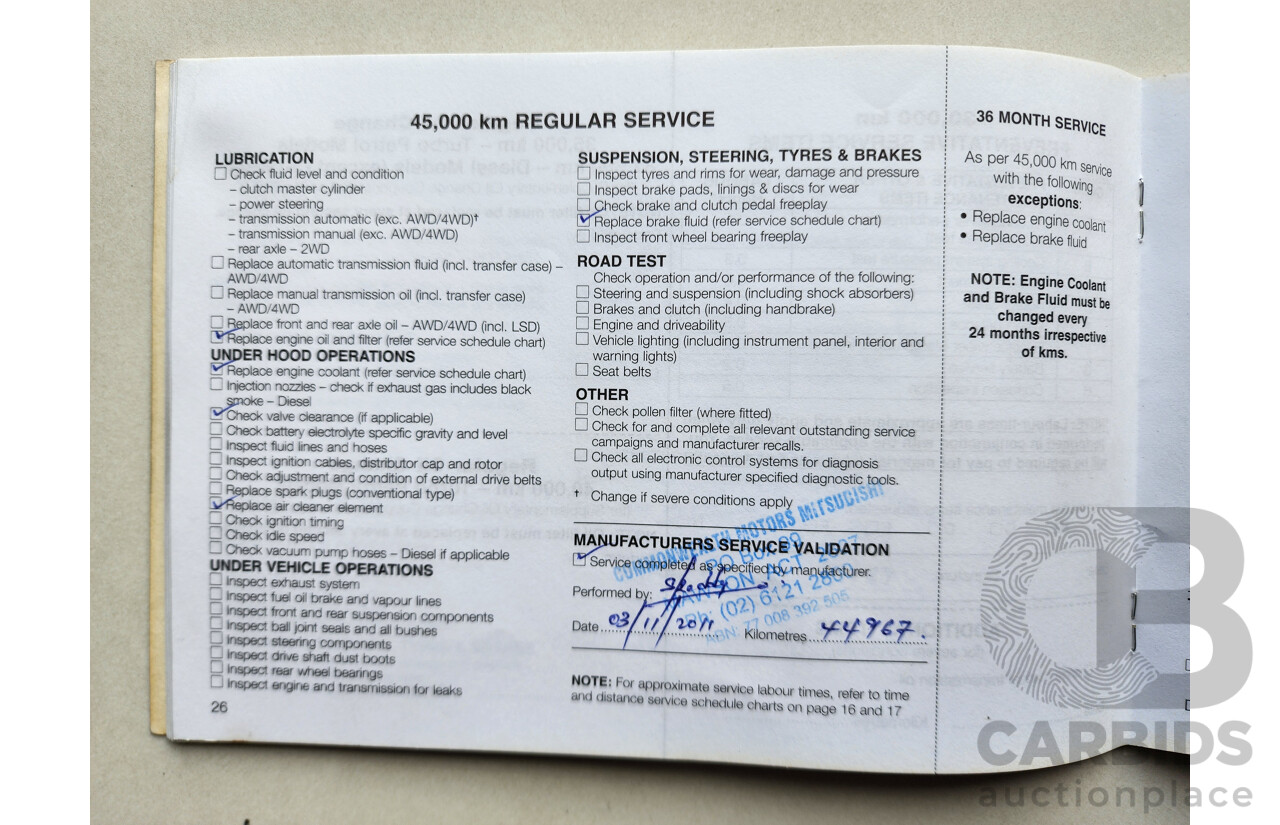 45,000 km REGULAR SERVICE
LUBRICATION
Check fluid level and condition
– clutch master cylinder
– power steering
– transmission automatic (exc. AWD/4WD)†
– transmission manual (exc. AWD/4WD)
– rear axle – 2WD
Replace automatic transmission fluid (incl. transfer case) –
AWD/4WD
Replace manual transmission oil (incl. transfer case)
– AWD/4WD
Replace front and rear axle oil – AWD/4WD (incl. LSD)
Replace engine oil and filter (refer service schedule chart)
UNDER HOOD OPERATIONS
Replace engine coolant (refer service schedule chart)
Injection nozzles – check if exhaust gas includes black
smoke – Diesel
Check valve clearance (if applicable)
Check battery electrolyte specific gravity and level
Inspect fluid lines and hoses
Inspect ignition cables, distributor cap and rotor
Check adjustment and condition of external drive belts
Replace spark plugs (conventional type)
Replace air cleaner element
Check ignition timing
Check idle speed
Check vacuum pump hoses – Diesel if applicable
UNDER VEHICLE OPERATIONS
Inspect exhaust system
Inspect fuel oil brake and vapour lines
Inspect front and rear suspension components
Inspect ball joint seals and all bushes
Inspect steering components
Inspect drive shaft dust boots
Inspect rear wheel bearings
Inspect engine and transmission for leaks
26
SUSPENSION, STEERING, TYRES & BRAKES
Inspect tyres and rims for wear, damage and pressure
Inspect brake pads, linings & discs for wear
Check brake and clutch pedal freeplay
Replace brake fluid (refer service schedule chart)
Inspect front wheel bearing freeplay
ROAD TEST
Check operation and/or performance of the following:
Steering and suspension (including shock absorbers)
Brakes and clutch (including handbrake)
Engine and driveability
Vehicle lighting (including instrument panel, interior and
warning lights)
Seat belts
OTHER
Check pollen filter (where fitted)
Check for and complete all relevant outstanding service
campaigns and manufacturer recalls.
Check all electronic control systems for diagnosis
output using manufacturer specified diagnostic tools.
† Change if severe conditions apply
COMMONWEALTH MOTORS MITSUBISHI
PO BOX 99
ACT 2607
Ph: (02) 6121 2800
ABN: 77 008 392 505
MANUFACTURERS SERVICE VALIDATION
Service completed as specified by manufacturer.
Performed by:
Date 03/11/2011 Kilometres 44967
NOTE: For approximate service labour times, refer to time
and distance service schedule charts on page 16 and 17
36 MONTH SERVICE
As per 45,000 km service
with the following
exceptions:
• Replace engine coolant
• Replace brake fluid
NOTE: Engine Coolant
and Brake Fluid must be
changed every
24 months irrespective
of kms.
CARBIDS
auctionplace